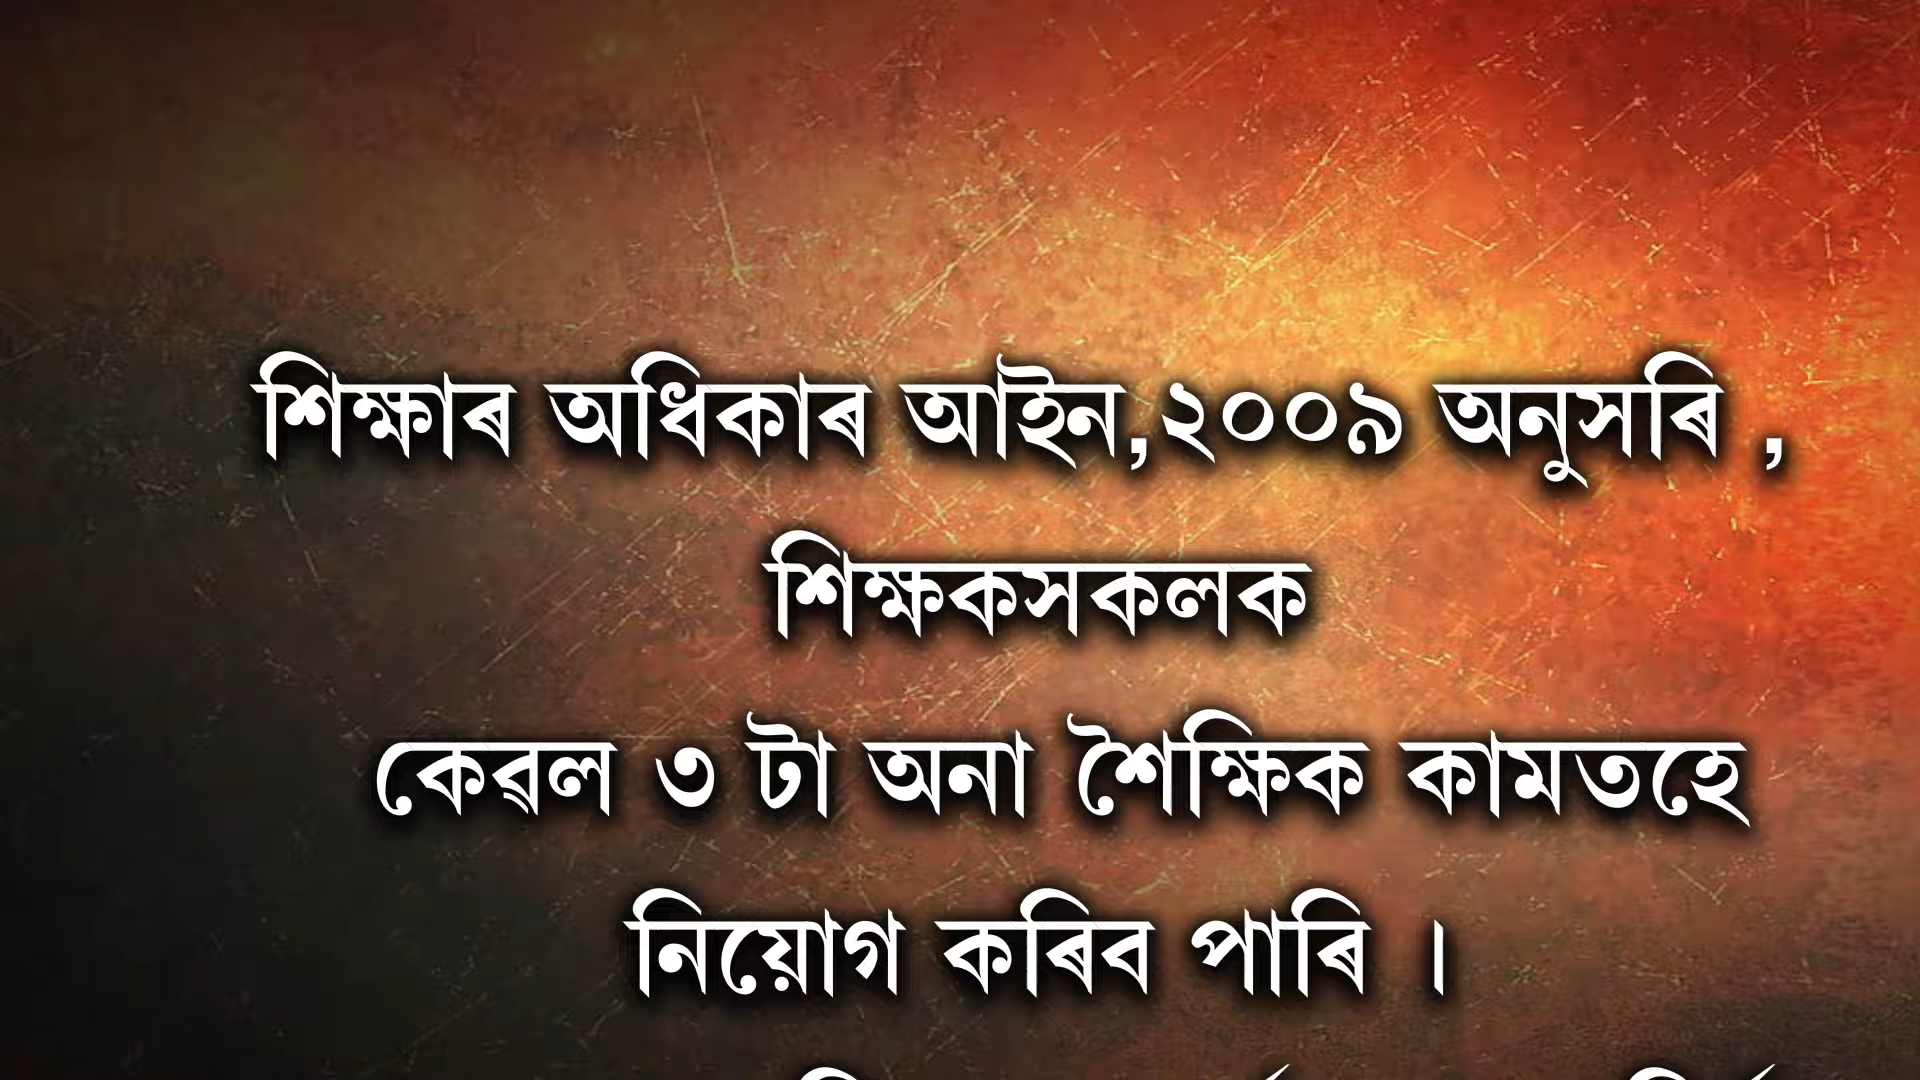 শিক্ষাৰ অধিকাৰ আইন,২০০৯ অনুসৰি ,
শিক্ষকসকলক
কেৱল ৩ টা অনা শৈক্ষিক কামতহে
নিয়োগ কৰিব পাৰি ।